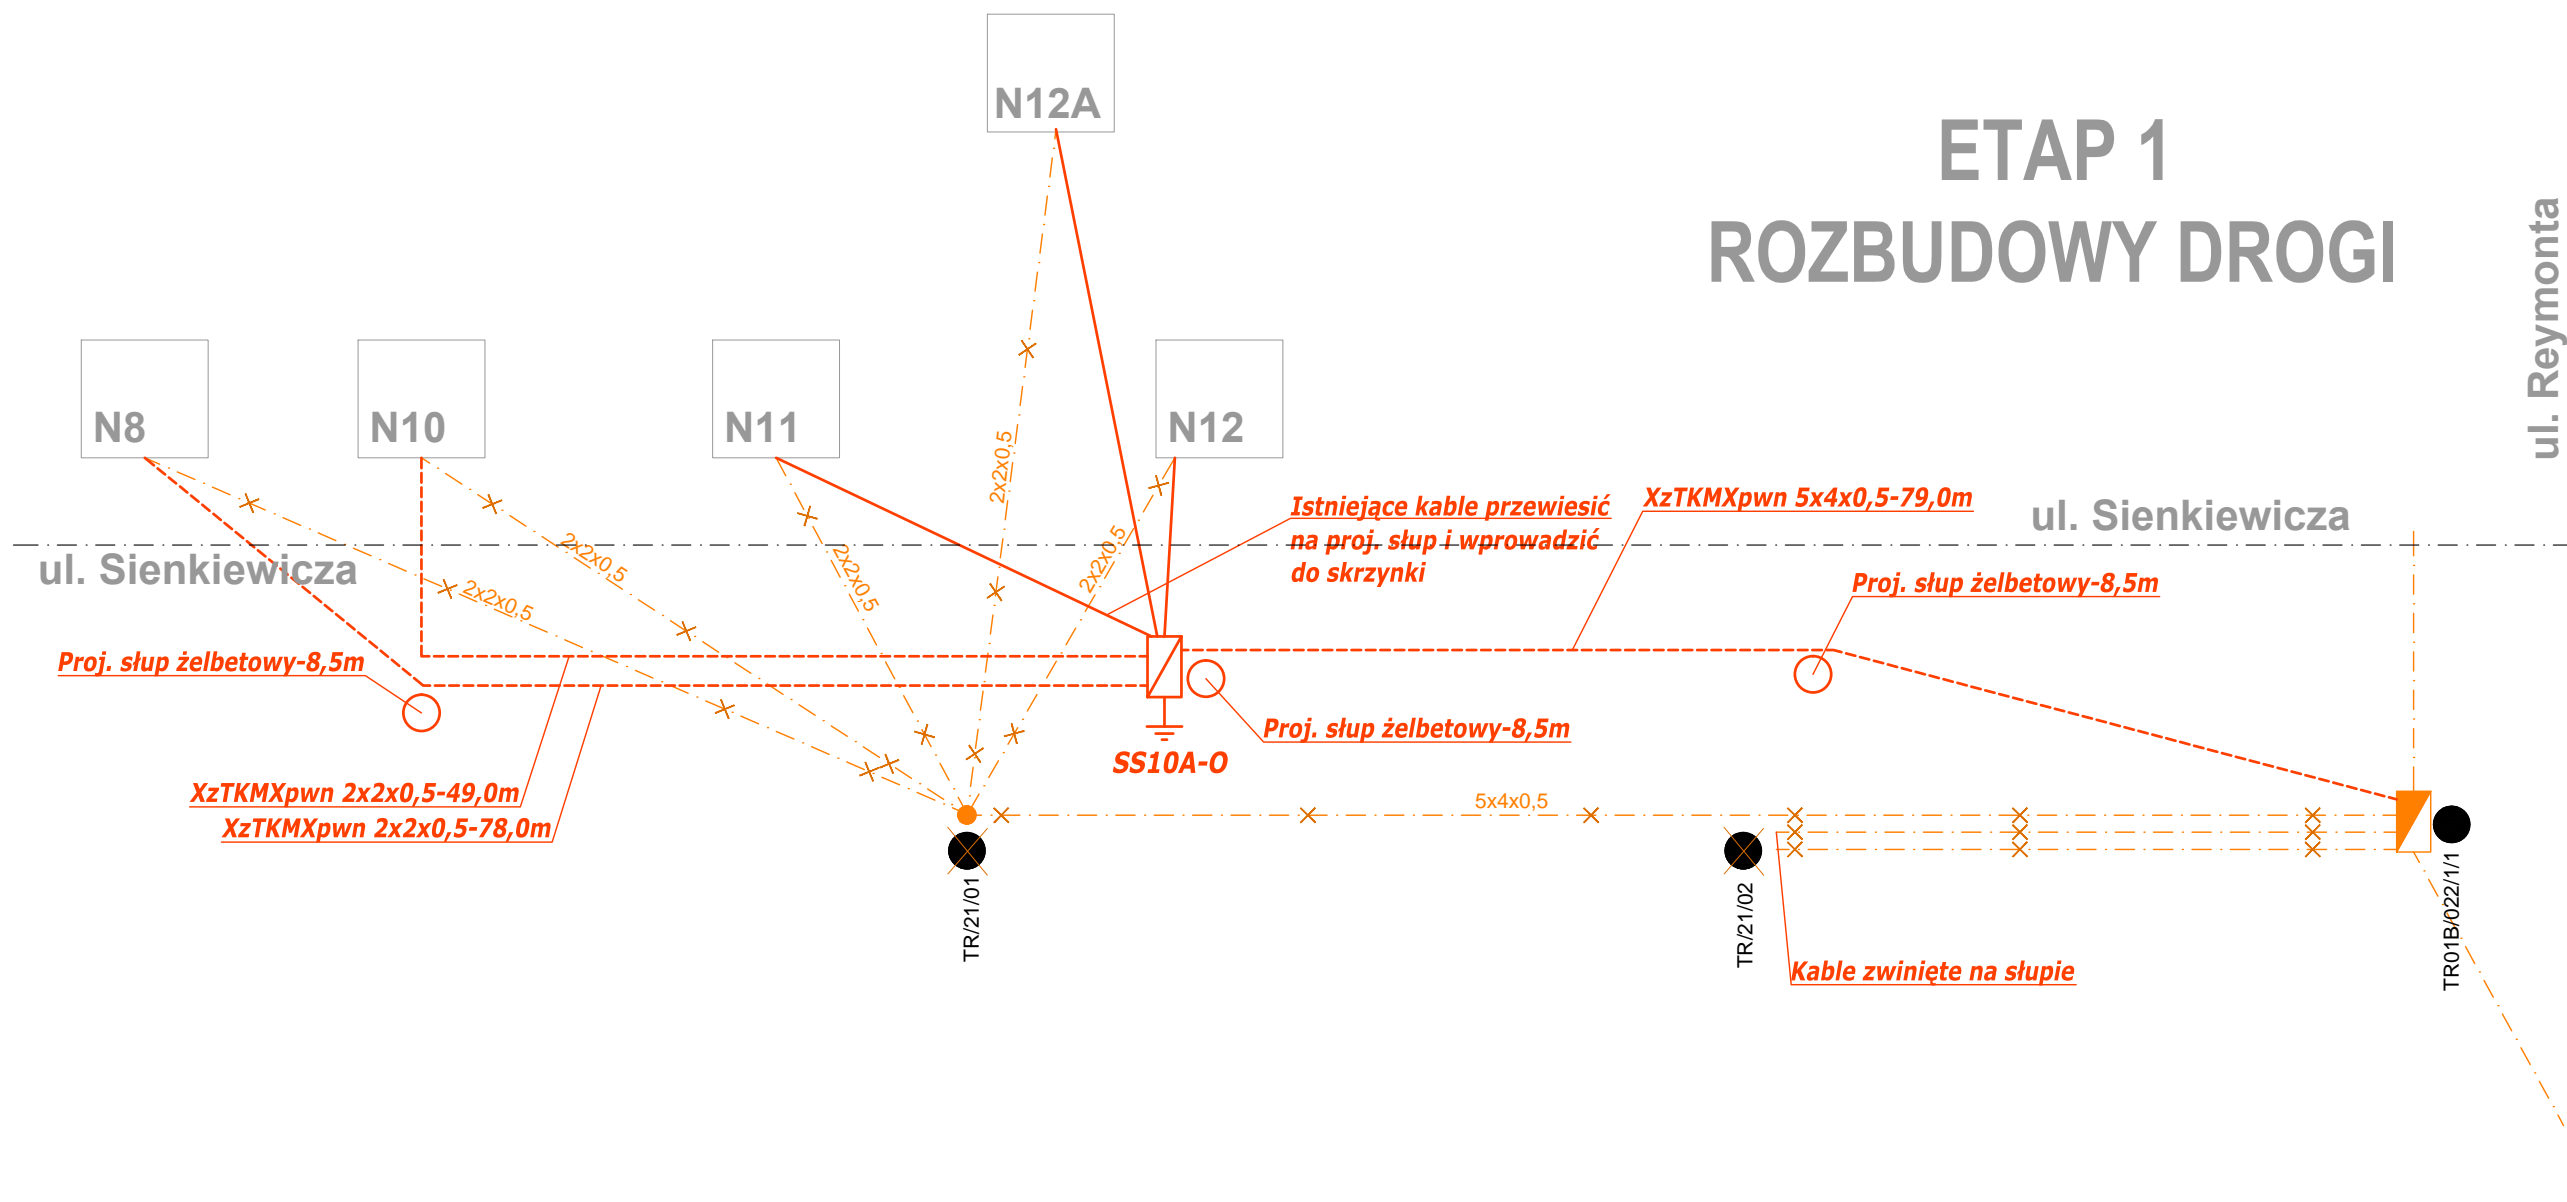 N12A
ETAP 1
ROZBUDOWY DROGI
ul. Reymonta
N8
N10
N11
N12
2x2x0,5
Istniejące kable przewiesić
na proj. słup i wprowadzić
do skrzynki
XzTKMXpwn 5x4x0,5-79,0m
ul. Sienkiewicza
ul. Sienkiewicza
2x2x0,5
2x2x0,5
2x2x0,5
2x2x0,5
Proj. słup żelbetowy-8,5m
Proj. słup żelbetowy-8,5m
Proj. słup żelbetowy-8,5m
SS10A-O
XzTKMXpwn 2x2x0,5-49,0m
XzTKMXpwn 2x2x0,5-78,0m
5x4x0,5
TR/21/01
TR/21/02
TR01B/022/1/1
Kable zwinięte na słupie